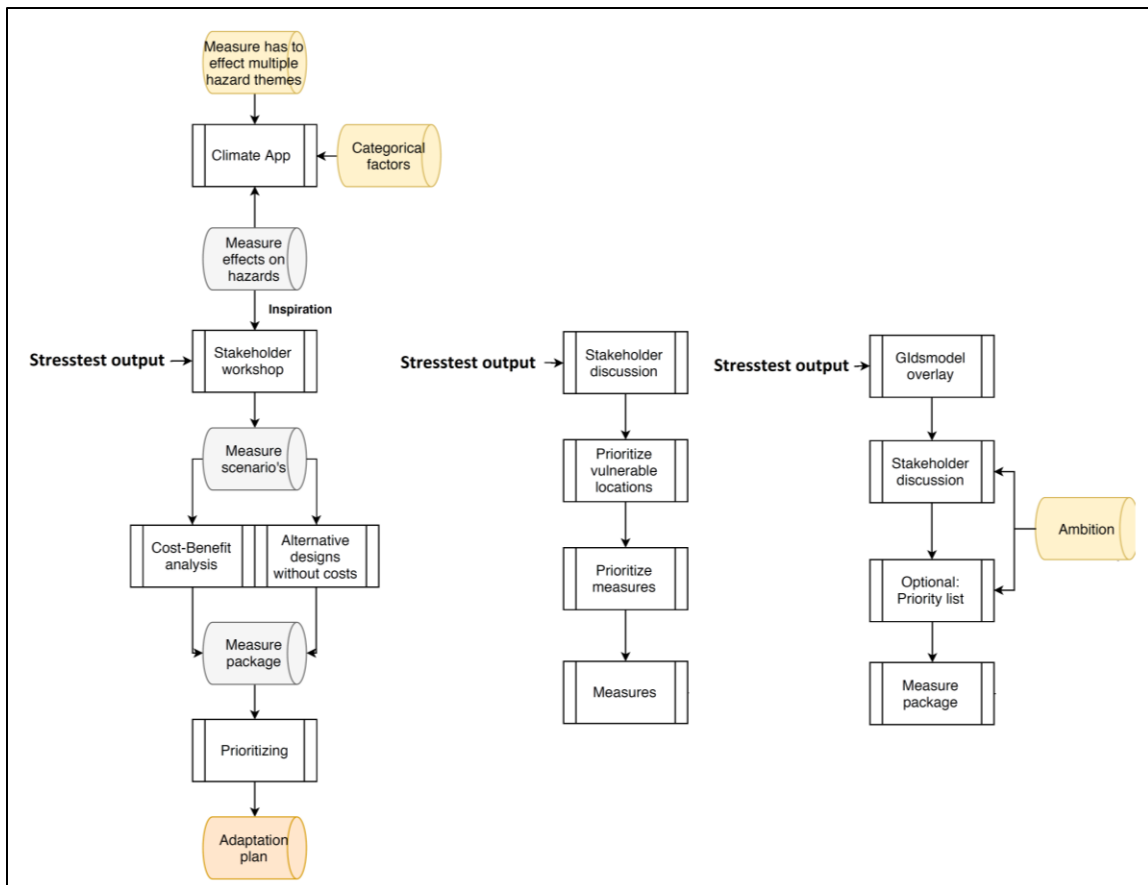 Measure has to
effect multiple
hazard themes
Climate App
Categorical
factors
Measure
effects on
hazards
Inspiration
Stresstest output
Stakeholder
workshop
Measure
scenario's
Cost-Benefit
analysis
Alternative
designs
without costs
Measure
package
Prioritizing
Adaptation
plan
Stresstest output
Stakeholder
discussion
Prioritize
vulnerable
locations
Prioritize
measures
Measures
Stresstest output
GIdsmodel
overlay
Stakeholder
discussion
Ambition
Optional:
Priority list
Measure
package